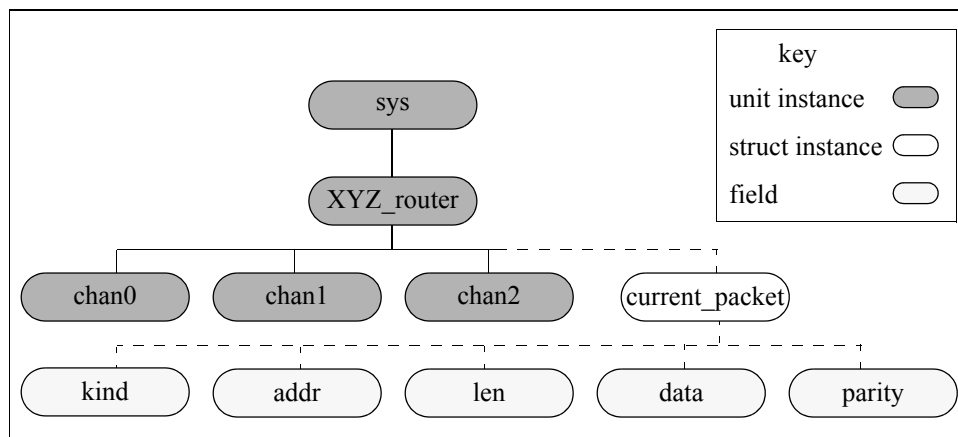 key
unit instance
struct instance
field
sys
XYZ_router
chan0 chan1 chan2 current_packet
kind addr len data parity